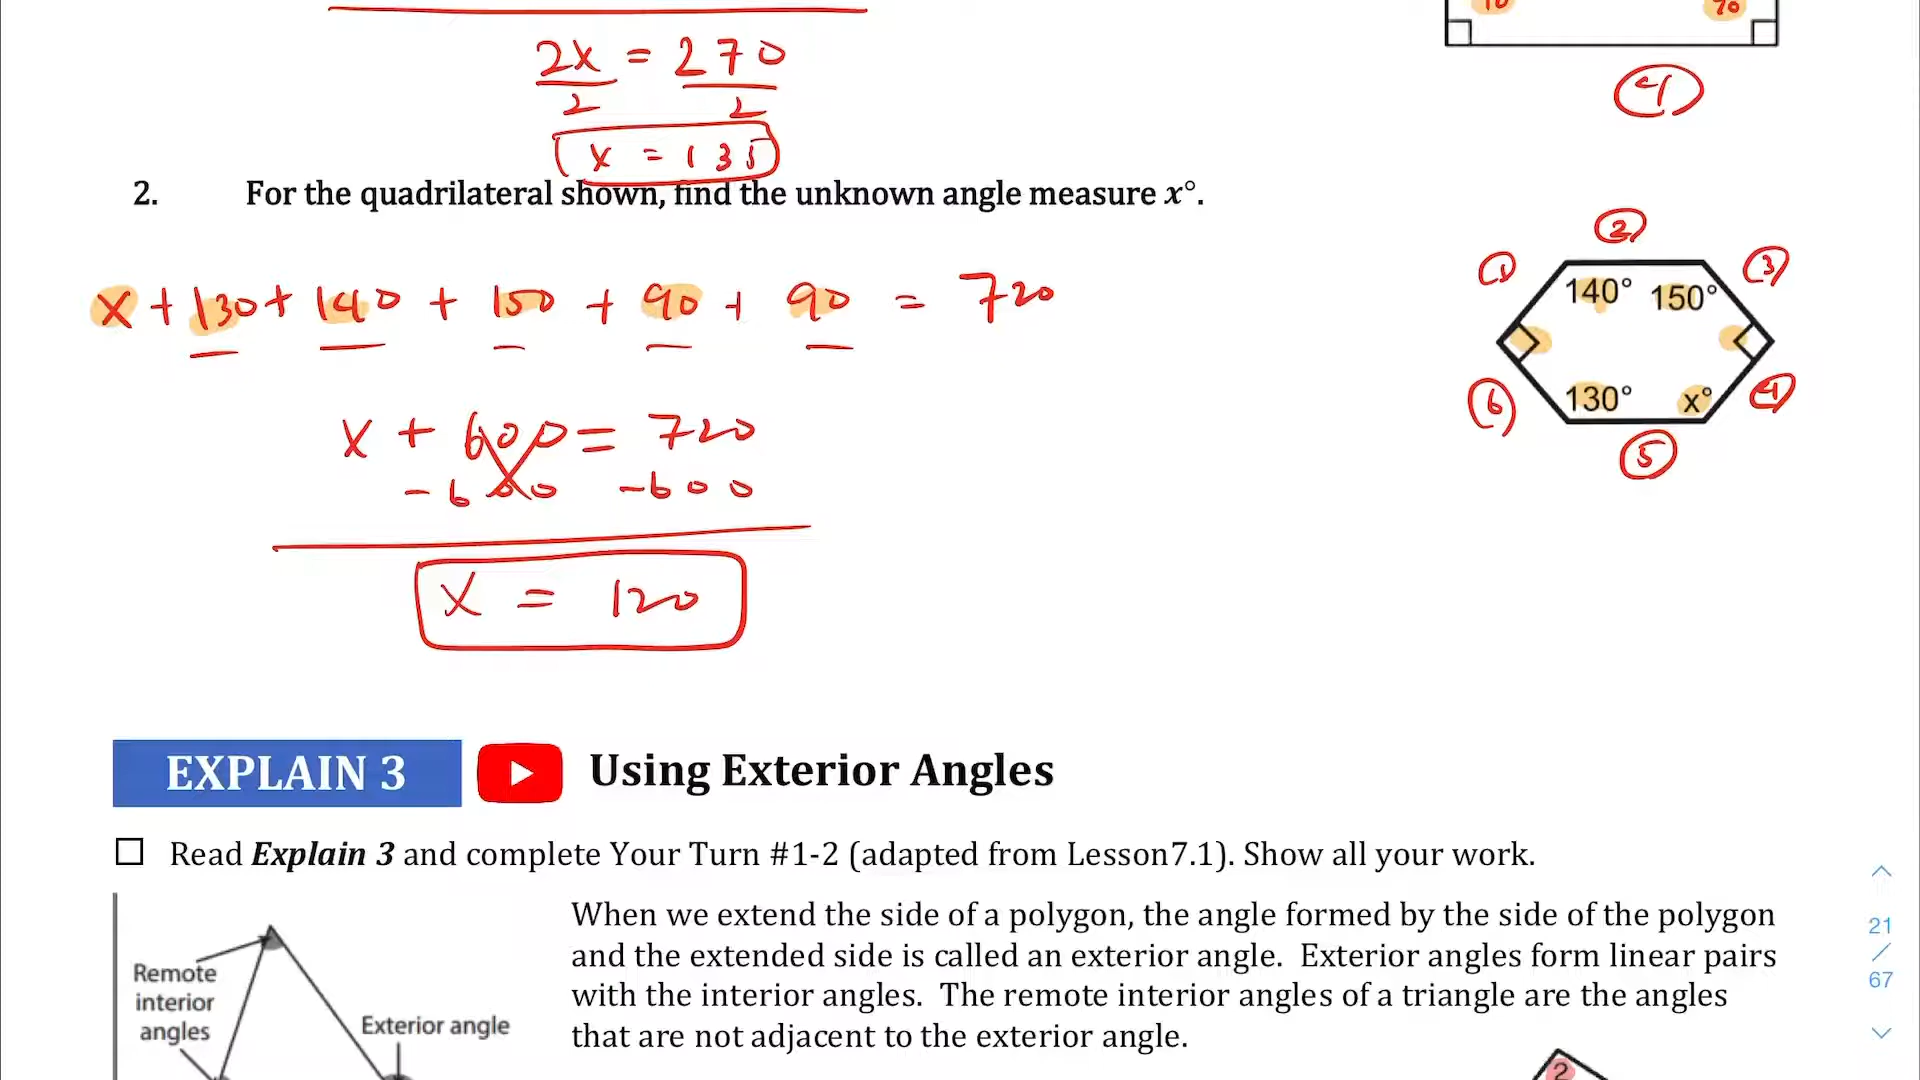 2x = 270
2 2
x = 135
70
④
2. For the quadrilateral shown, find the unknown angle measure x°.
x + 130 + 140 + 150 + 90 + 90 = 720
x + 600 = 720
-600 -600
x = 120
① ② ③
140° 150°
130° x°
⑥ ⑤ ④
EXPLAIN 3 Using Exterior Angles
☐ Read Explain 3 and complete Your Turn #1-2 (adapted from Lesson7.1). Show all your work.
Remote
interior
angles
Exterior angle
When we extend the side of a polygon, the angle formed by the side of the polygon
and the extended side is called an exterior angle. Exterior angles form linear pairs
with the interior angles. The remote interior angles of a triangle are the angles
that are not adjacent to the exterior angle.
2
21
/
67